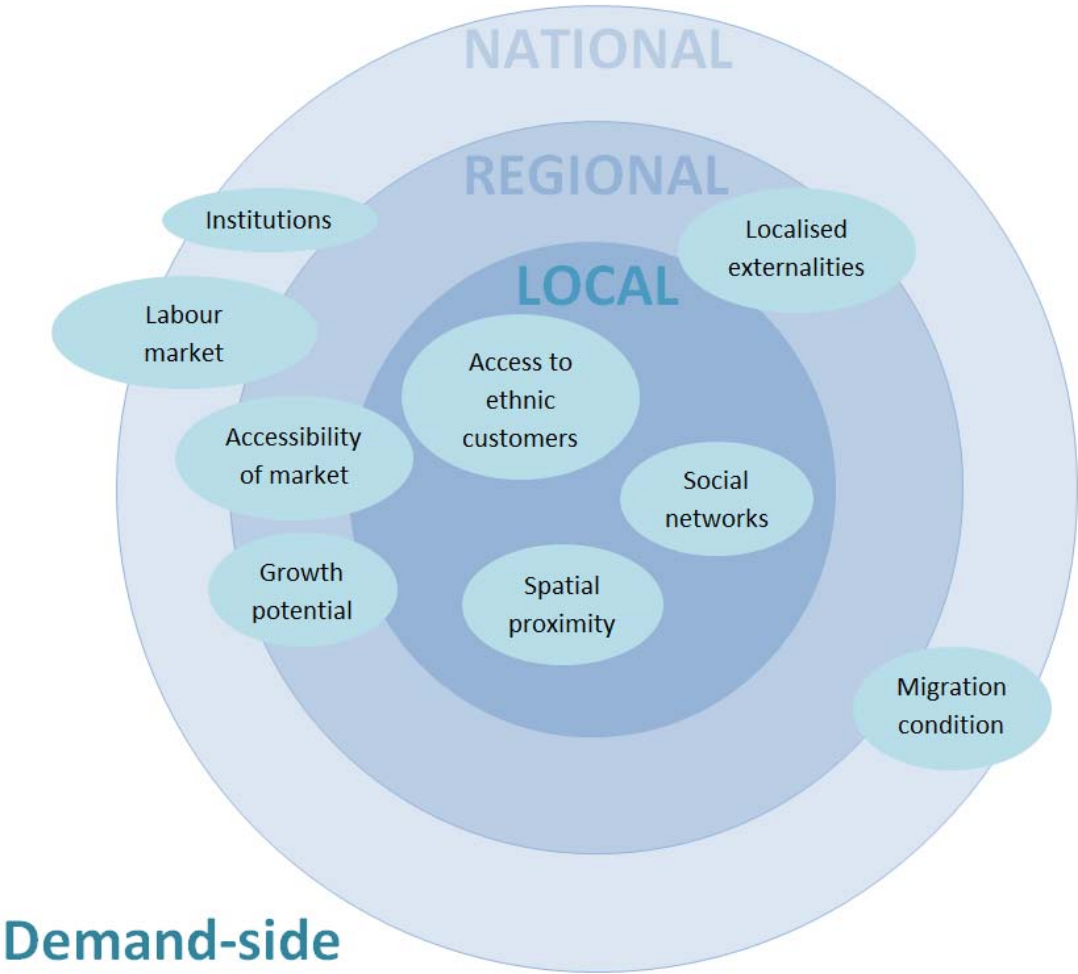 NATIONAL
REGIONAL
Institutions
Localised
externalities
LOCAL
Labour
market
Access to
ethnic
customers
Accessibility
of market
Social
networks
Growth
potential
Spatial
proximity
Migration
condition
Demand-side